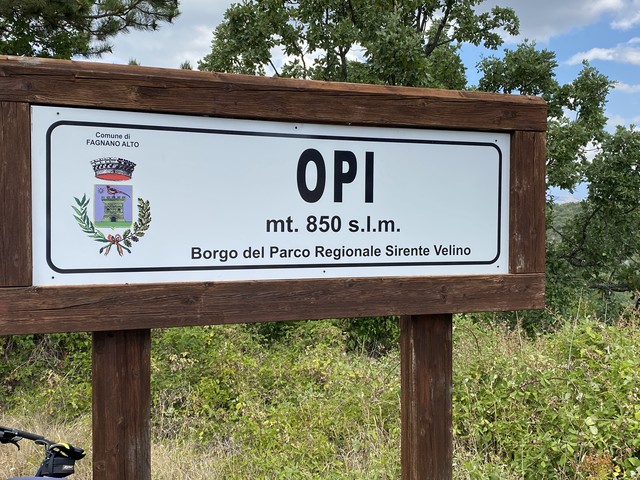 Comune di
FAGNANO ALTO
OPI
mt. 850 s.l.m.
Borgo del Parco Regionale Sirente Velino